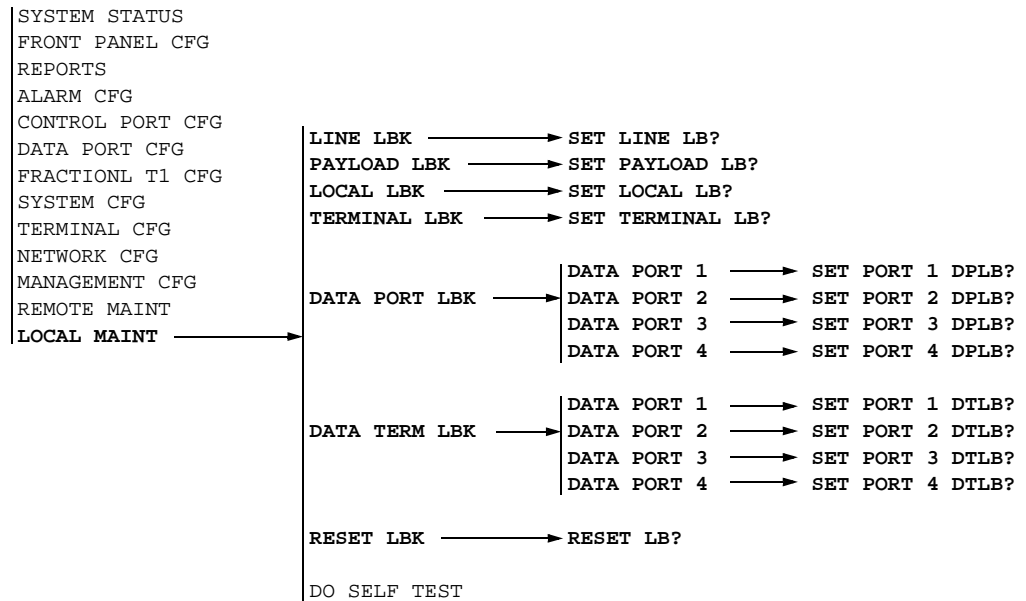 SYSTEM STATUS
FRONT PANEL CFG
REPORTS
ALARM CFG
CONTROL PORT CFG
DATA PORT CFG
FRACTIONL T1 CFG
SYSTEM CFG
TERMINAL CFG
NETWORK CFG
MANAGEMENT CFG
REMOTE MAINT
LOCAL MAINT
LINE LBK SET LINE LB?
PAYLOAD LBK SET PAYLOAD LB?
LOCAL LBK SET LOCAL LB?
TERMINAL LBK SET TERMINAL LB?
DATA PORT LBK
DATA PORT 1 SET PORT 1 DPLB?
DATA PORT 2 SET PORT 2 DPLB?
DATA PORT 3 SET PORT 3 DPLB?
DATA PORT 4 SET PORT 4 DPLB?
DATA TERM LBK
DATA PORT 1 SET PORT 1 DTLB?
DATA PORT 2 SET PORT 2 DTLB?
DATA PORT 3 SET PORT 3 DTLB?
DATA PORT 4 SET PORT 4 DTLB?
RESET LBK RESET LB?
DO SELF TEST